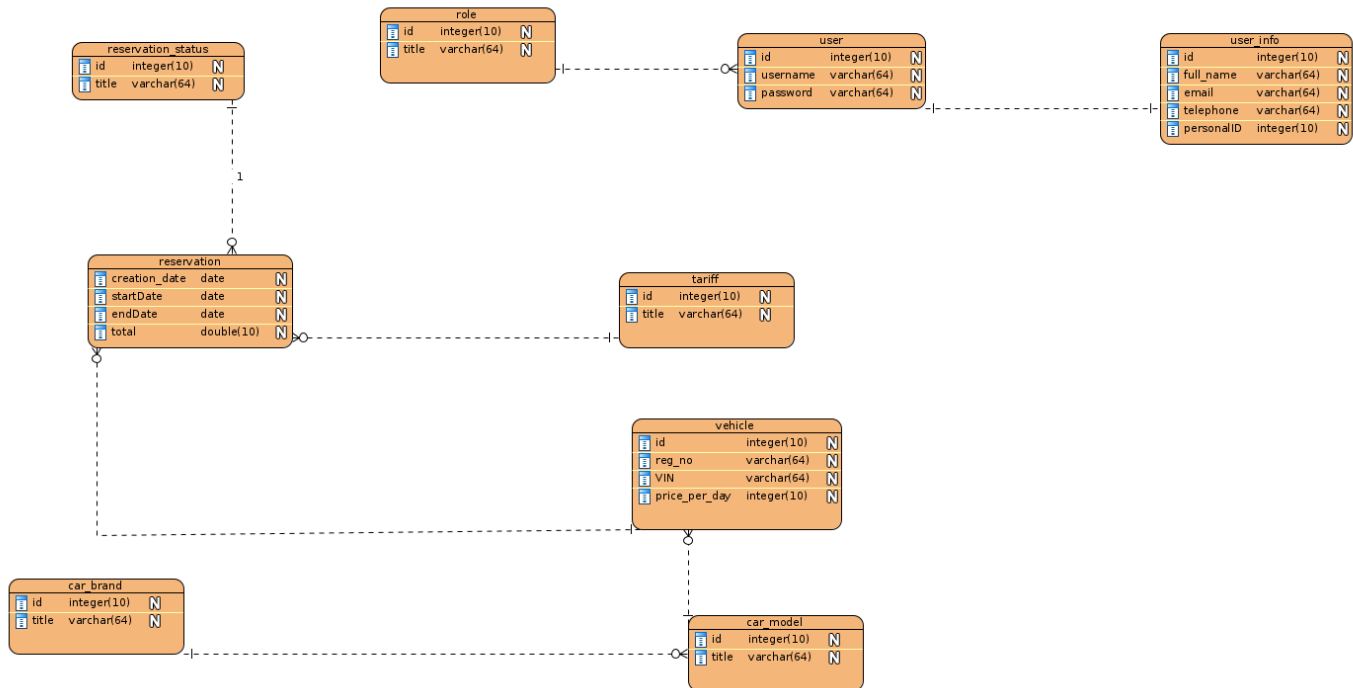 role
id integer(10) N
title varchar(64) N
reservation_status
id integer(10) N
title varchar(64) N
user
id integer(10) N
username varchar(64) N
password varchar(64) N
user_info
id integer(10) N
full_name varchar(64) N
email varchar(64) N
telephone varchar(64) N
personalID integer(10) N
1
reservation
creation_date date N
startDate date N
endDate date N
total double(10) N
tariff
id integer(10) N
title varchar(64) N
vehicle
id integer(10) N
reg_no varchar(64) N
VIN varchar(64) N
price_per_day integer(10) N
car_brand
id integer(10) N
title varchar(64) N
car_model
id integer(10) N
title varchar(64) N